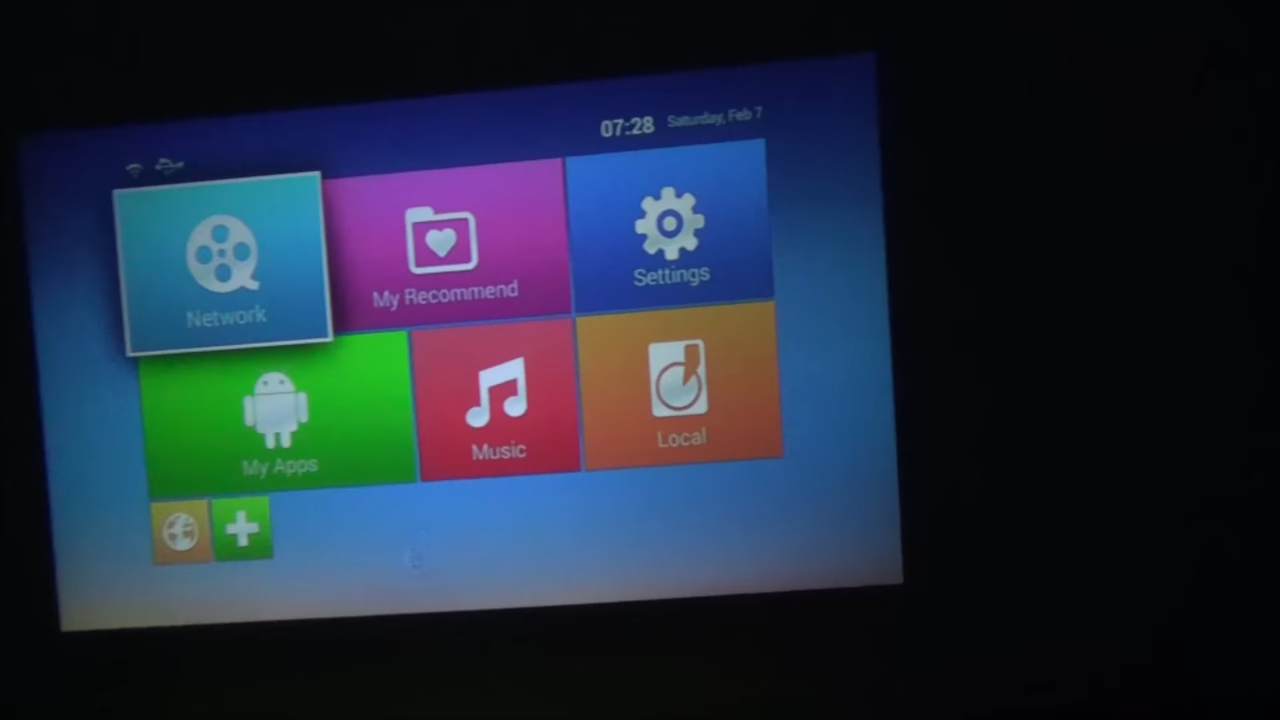 07:28 Saturday, Feb 7
Network
My Recommend
Settings
My Apps
Music
Local